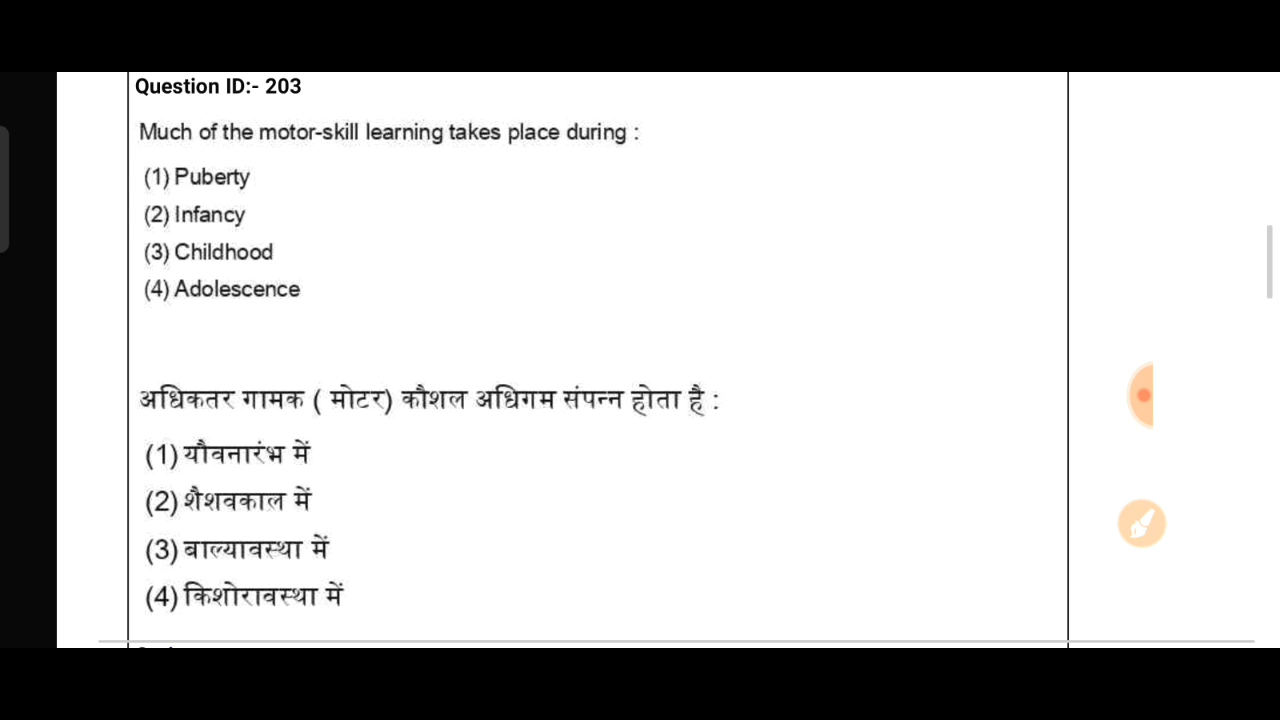 Question ID:- 203
Much of the motor-skill learning takes place during :
(1) Puberty
(2) Infancy
(3) Childhood
(4) Adolescence
अधिकतर गामक ( मोटर) कौशल अधिगम संपन्न होता है :
(1) यौवनारंभ में
(2) शैशवकाल में
(3) बाल्यावस्था में
(4) किशोरावस्था में